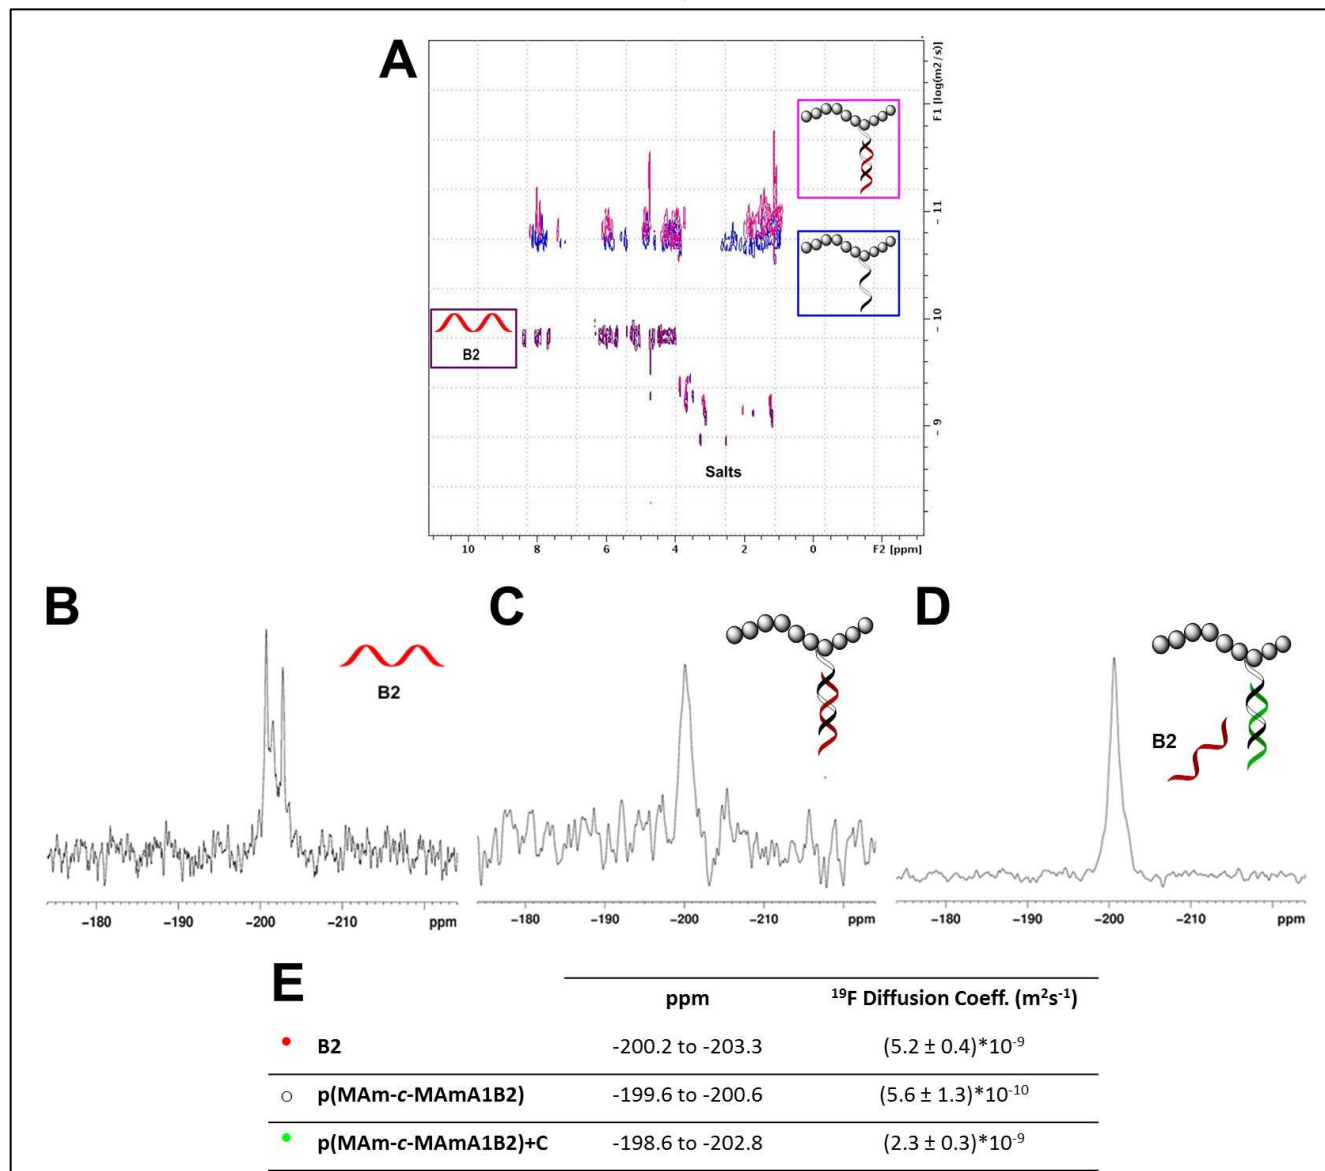 A
F1 [log(m2/s)]
- 11
- 10
- 9
B2
Salts
10 8 6 4 2 0 F2 [ppm]
B
B2
-180 -190 -200 -210 ppm
C
-180 -190 -200 -210 ppm
D
B2
-180 -190 -200 -210 ppm
E
ppm ¹⁹F Diffusion Coeff. (m²s⁻¹)
B2 -200.2 to -203.3 (5.2 ± 0.4)*10⁻⁹
p(MAm-c-MAmA1B2) -199.6 to -200.6 (5.6 ± 1.3)*10⁻¹⁰
p(MAm-c-MAmA1B2)+C -198.6 to -202.8 (2.3 ± 0.3)*10⁻⁹